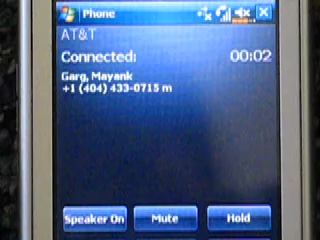 Phone
AT&T
Connected: 00:02
Garg, Mayank
+1 (404) 433-0715 m
Speaker On Mute Hold